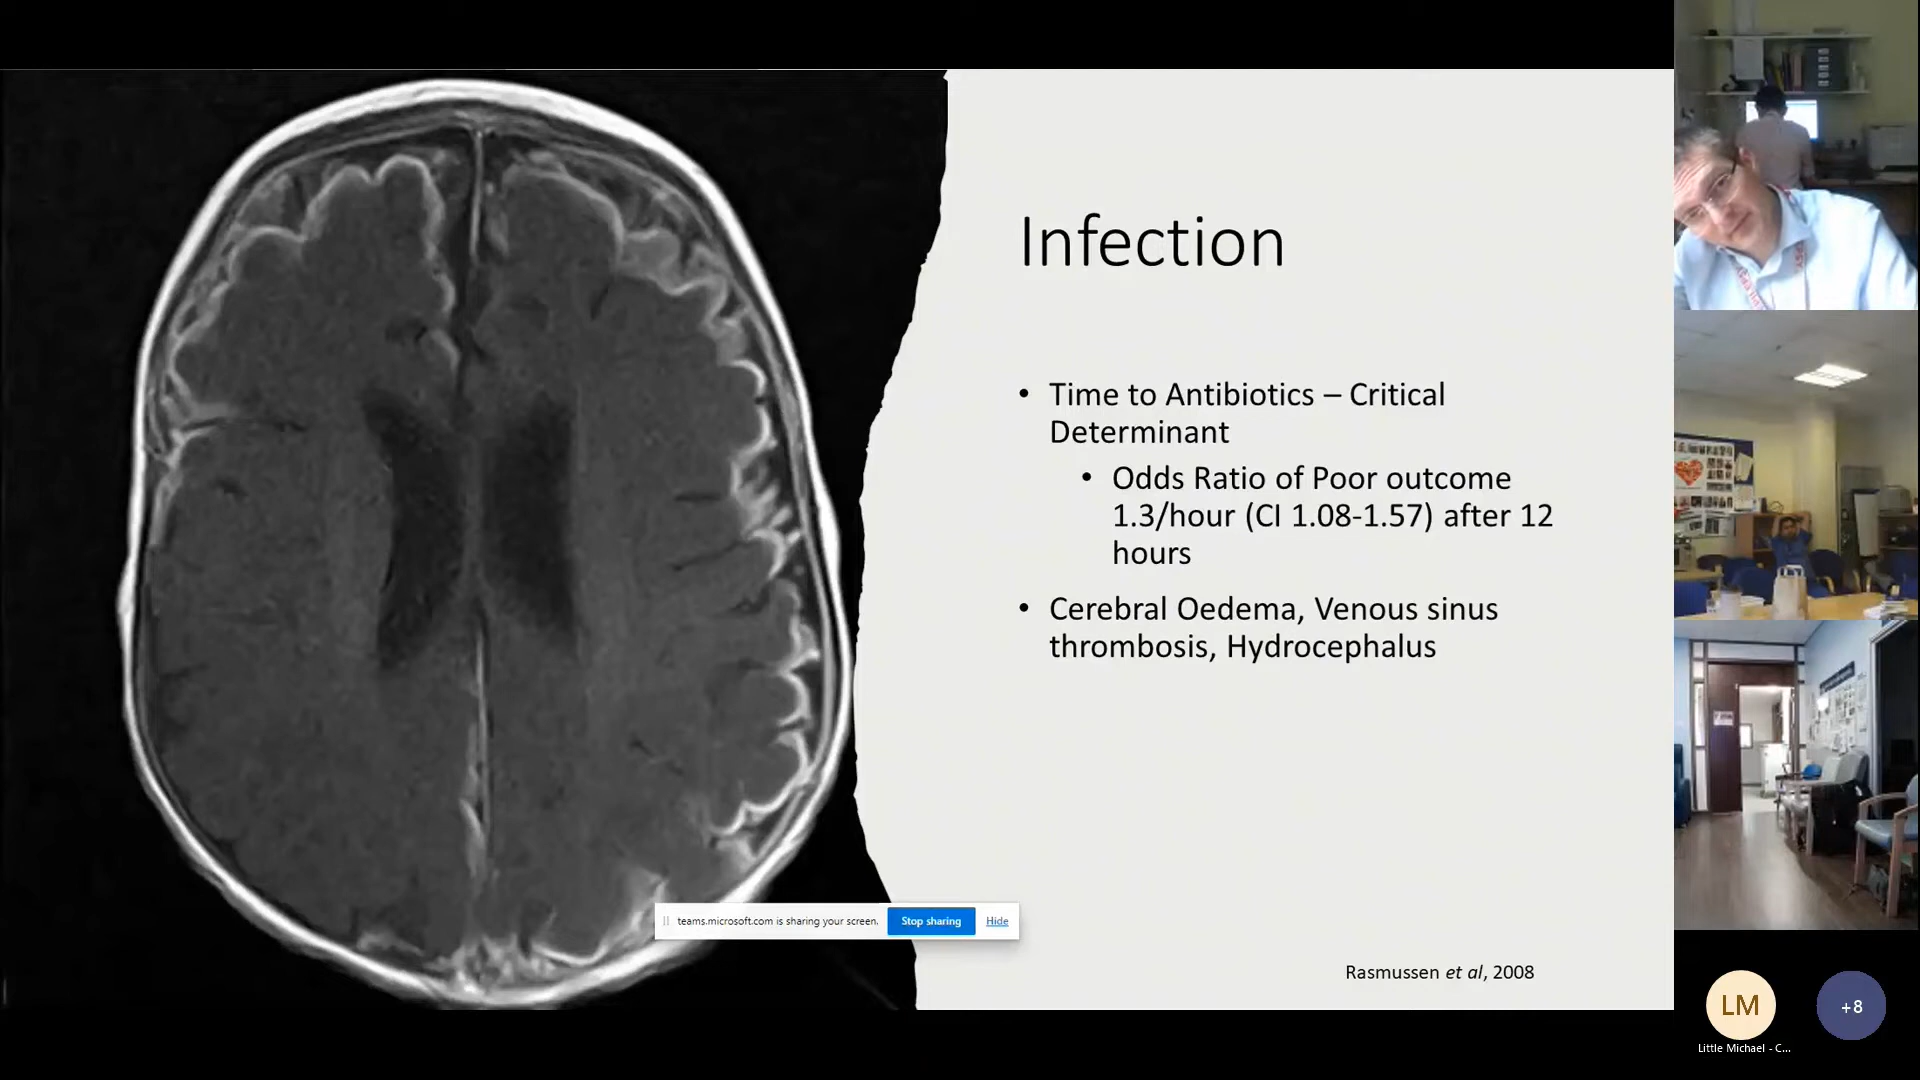 Infection
• Time to Antibiotics – Critical
Determinant
• Odds Ratio of Poor outcome
1.3/hour (CI 1.08-1.57) after 12
hours
• Cerebral Oedema, Venous sinus
thrombosis, Hydrocephalus
teams.microsoft.com is sharing your screen. Stop sharing Hide
Rasmussen et al, 2008
LM
+8
Little Michael - C...